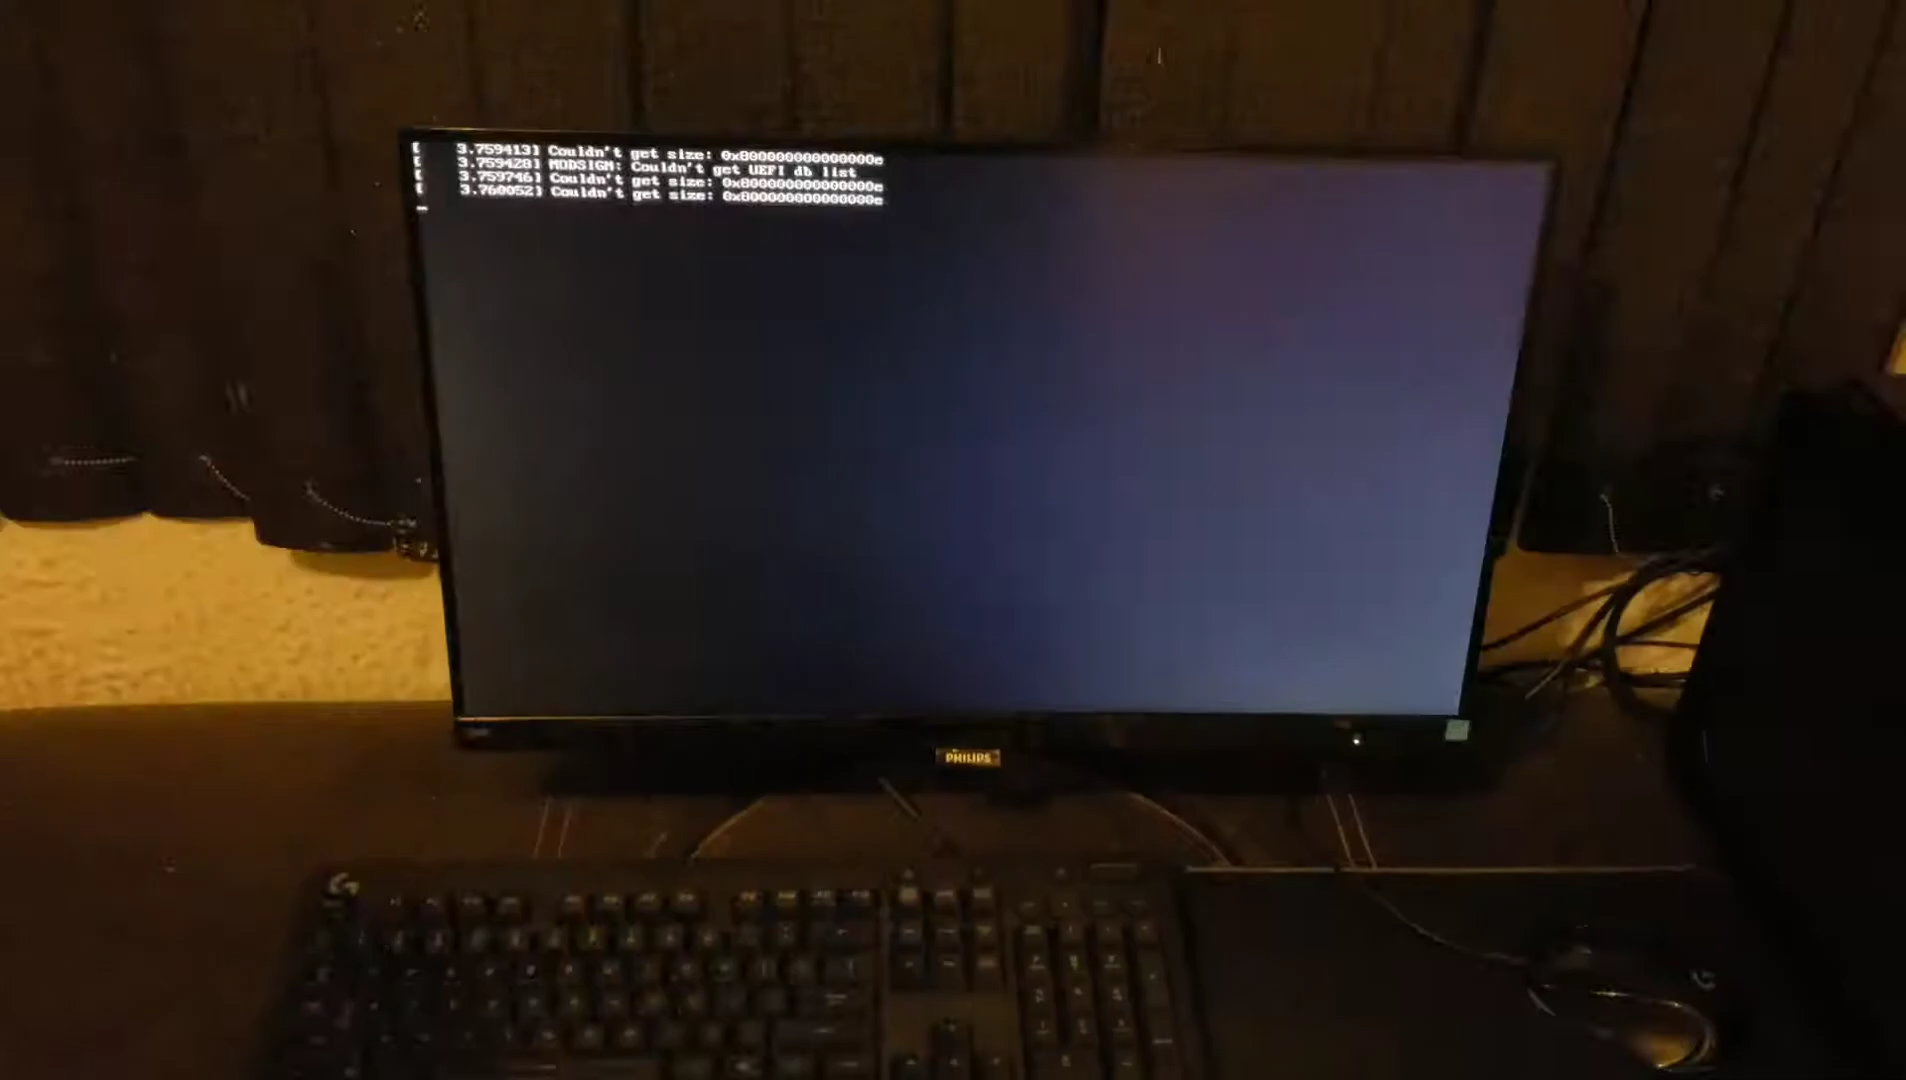 [    3.759413] Couldn't get size: 0x800000000000000e
[    3.759428] MODSIGN: Couldn't get UEFI db list
[    3.759746] Couldn't get size: 0x800000000000000e
[    3.760052] Couldn't get size: 0x800000000000000e
PHILIPS
G